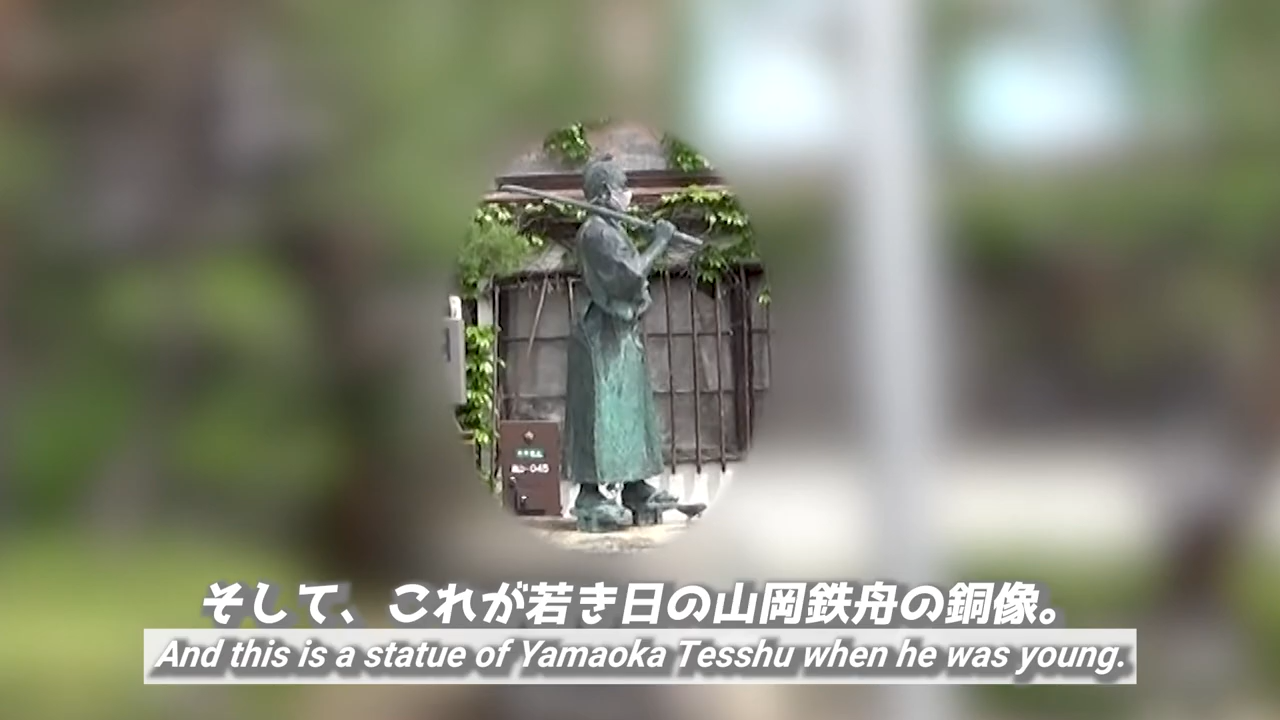 -045
そして、これが若き日の山岡鉄舟の銅像。
And this is a statue of Yamaoka Tesshu when he was young.